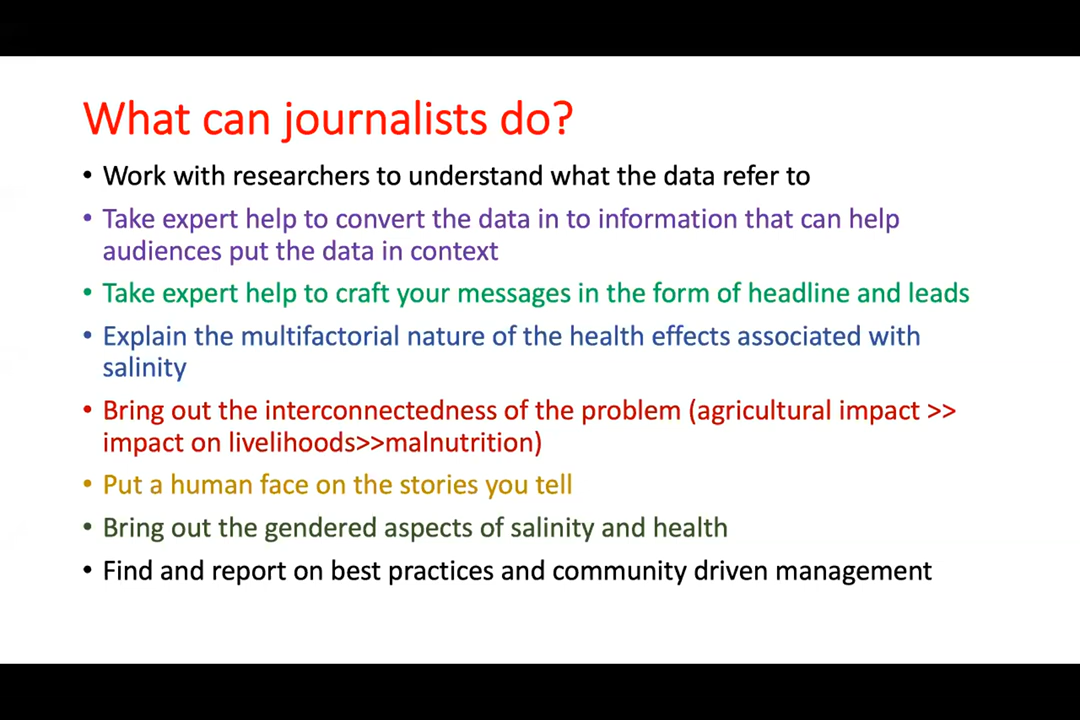 What can journalists do?
• Work with researchers to understand what the data refer to
• Take expert help to convert the data in to information that can help
audiences put the data in context
• Take expert help to craft your messages in the form of headline and leads
• Explain the multifactorial nature of the health effects associated with
salinity
• Bring out the interconnectedness of the problem (agricultural impact >>
impact on livelihoods>>malnutrition)
• Put a human face on the stories you tell
• Bring out the gendered aspects of salinity and health
• Find and report on best practices and community driven management